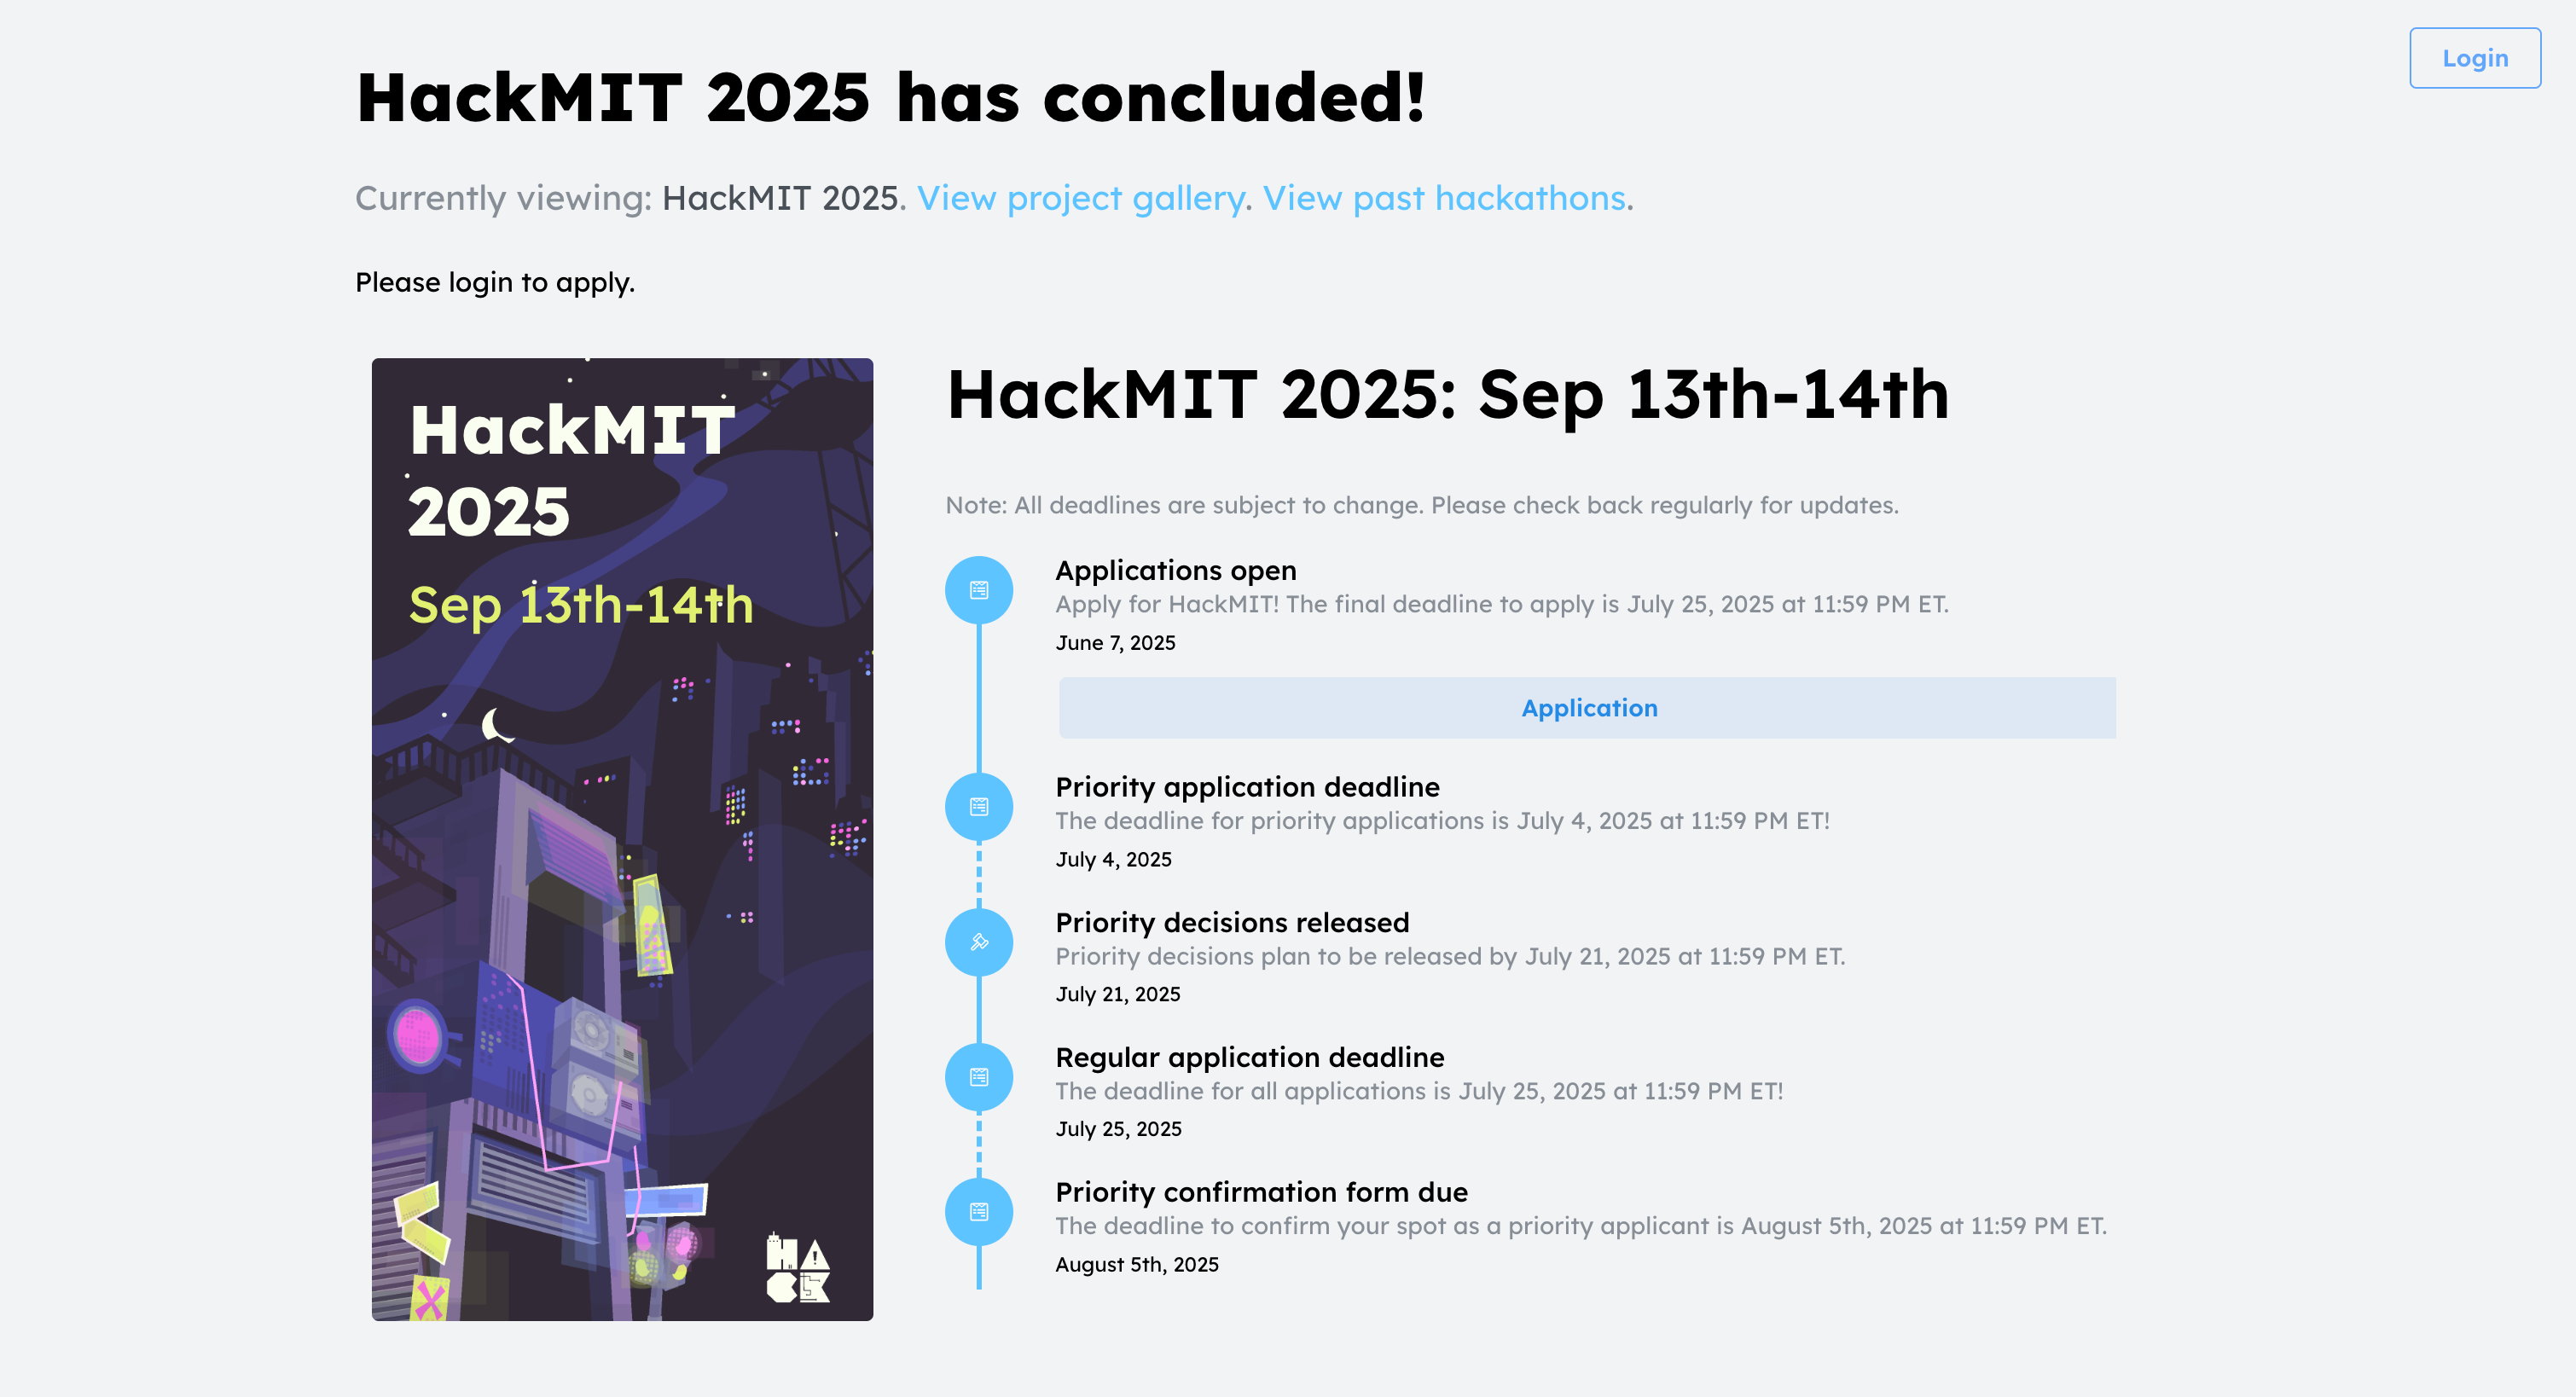 Login
HackMIT 2025 has concluded!
Currently viewing: HackMIT 2025. View project gallery. View past hackathons.
Please login to apply.
HackMIT
2025
Sep 13th-14th
HACK
HackMIT 2025: Sep 13th-14th
Note: All deadlines are subject to change. Please check back regularly for updates.
Applications open
Apply for HackMIT! The final deadline to apply is July 25, 2025 at 11:59 PM ET.
June 7, 2025
Application
Priority application deadline
The deadline for priority applications is July 4, 2025 at 11:59 PM ET!
July 4, 2025
Priority decisions released
Priority decisions plan to be released by July 21, 2025 at 11:59 PM ET.
July 21, 2025
Regular application deadline
The deadline for all applications is July 25, 2025 at 11:59 PM ET!
July 25, 2025
Priority confirmation form due
The deadline to confirm your spot as a priority applicant is August 5th, 2025 at 11:59 PM ET.
August 5th, 2025